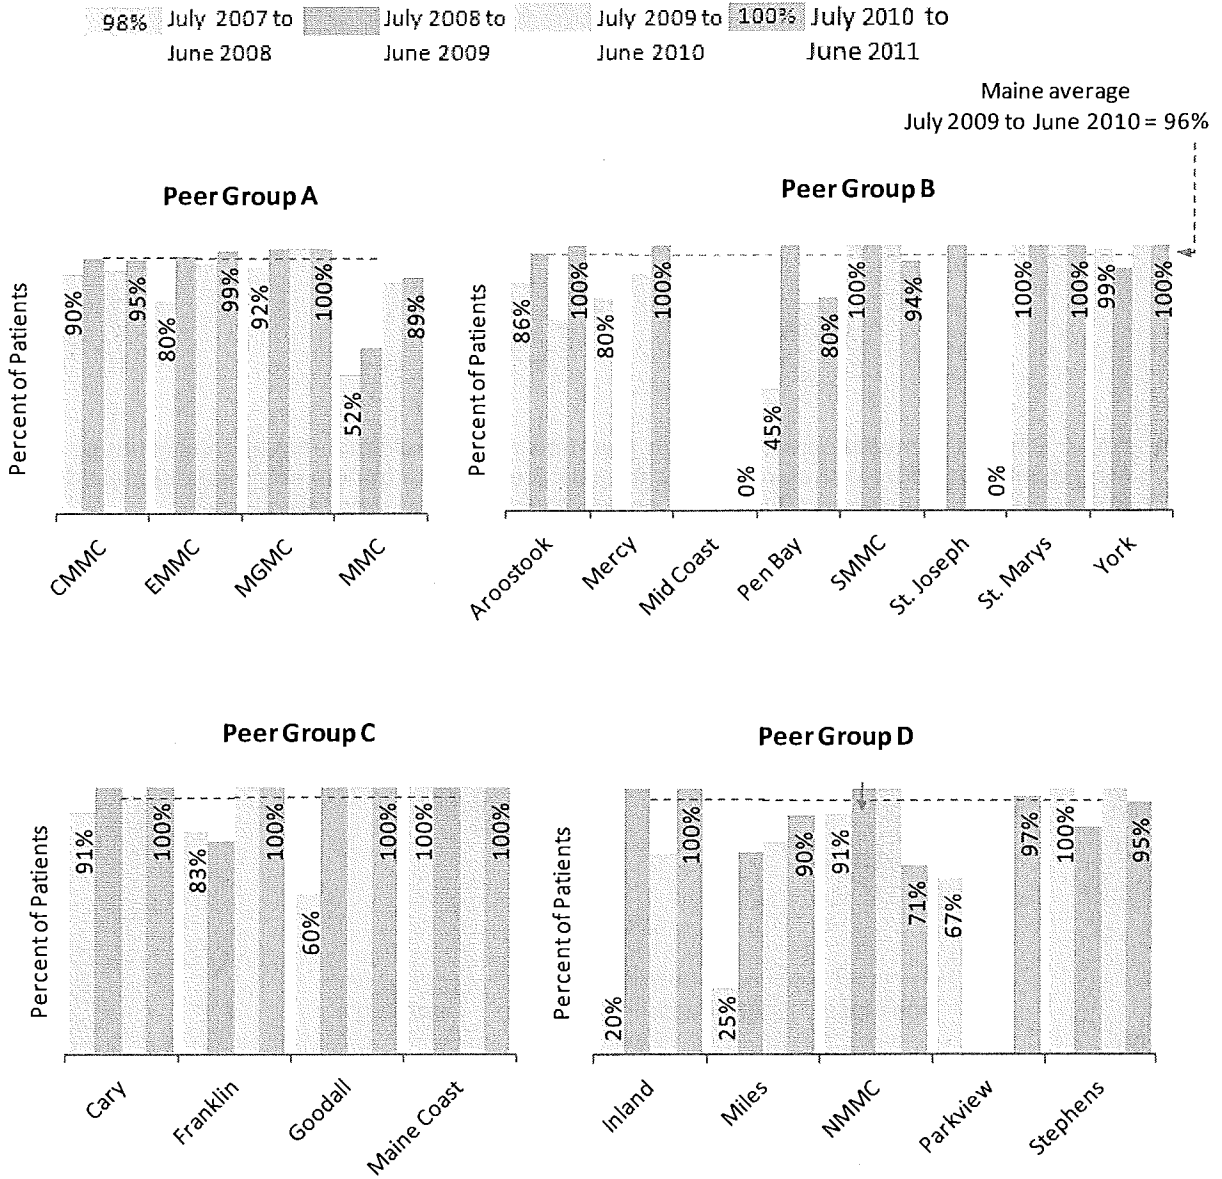 98% July 2007 to June 2008
July 2008 to June 2009
July 2009 to June 2010
100% July 2010 to June 2011
Maine average
July 2009 to June 2010 = 96%
Peer Group A
Percent of Patients
90%
95%
80%
99%
92%
100%
52%
89%
CMMC
EMMC
MGMC
MMC
Peer Group B
Percent of Patients
86%
100%
80%
100%
0%
45%
80%
100%
94%
0%
100%
100%
99%
100%
Aroostook
Mercy
Mid Coast
Pen Bay
SMMC
St. Joseph
St. Marys
York
Peer Group C
Percent of Patients
91%
100%
83%
100%
60%
100%
100%
100%
Cary
Franklin
Goodall
Maine Coast
Peer Group D
Percent of Patients
20%
100%
25%
90%
91%
71%
67%
97%
100%
95%
Inland
Miles
NMMC
Parkview
Stephens